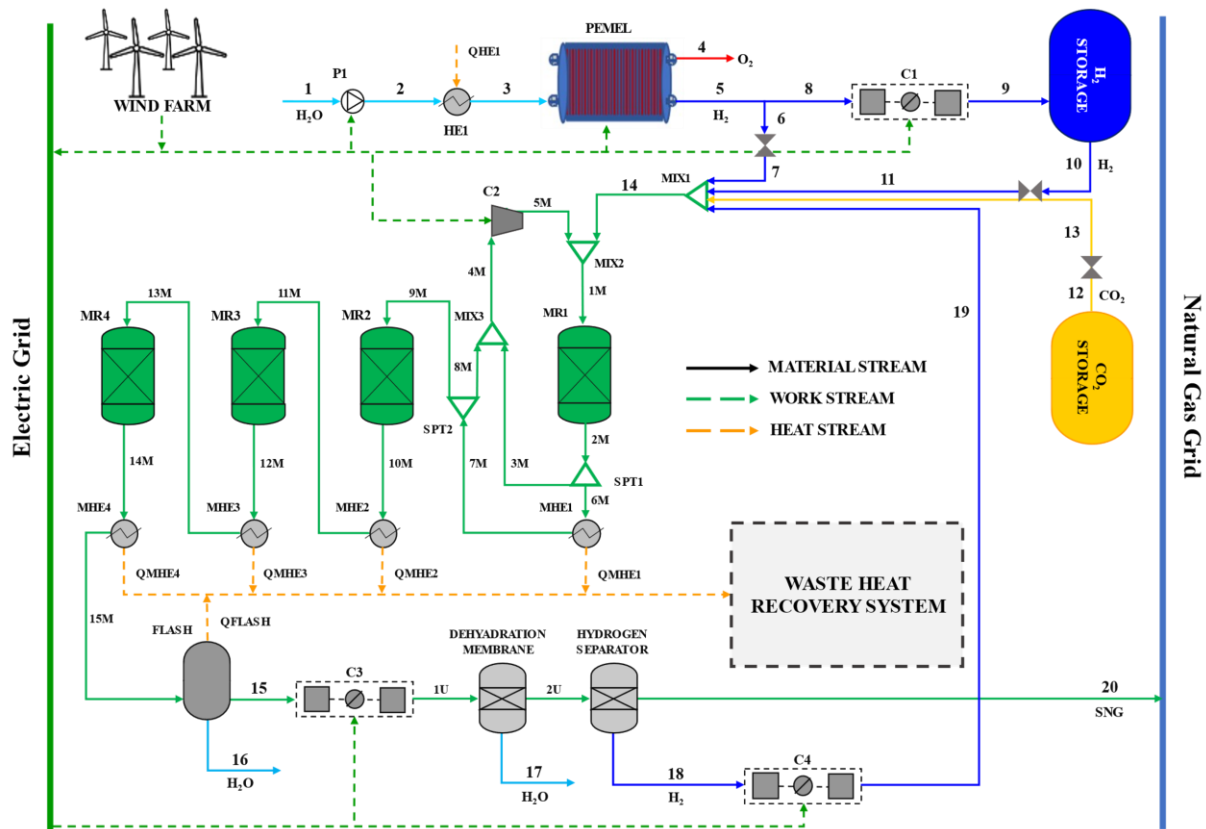 WIND FARM
P1
1
H₂O
2
QHE1
HE1
3
PEMEL
4
O₂
5
H₂
6
7
8
C1
9
H₂
STORAGE
10
H₂
11
MIX1
14
12
CO₂
13
CO₂
STORAGE
19
C2
5M
MIX2
4M
1M
MIX3
MR1
9M
8M
SPT2
2M
3M
SPT1
6M
7M
MHE1
13M
11M
MR4
MR3
MR2
14M
12M
10M
MHE4
MHE3
MHE2
QMHE4
QMHE3
QMHE2
QMHE1
MATERIAL STREAM
WORK STREAM
HEAT STREAM
WASTE HEAT
RECOVERY SYSTEM
15M
FLASH
QFLASH
15
16
H₂O
C3
1U
DEHYADRATION
MEMBRANE
2U
17
H₂O
HYDROGEN
SEPARATOR
18
H₂
C4
20
SNG
Electric Grid
Natural Gas Grid